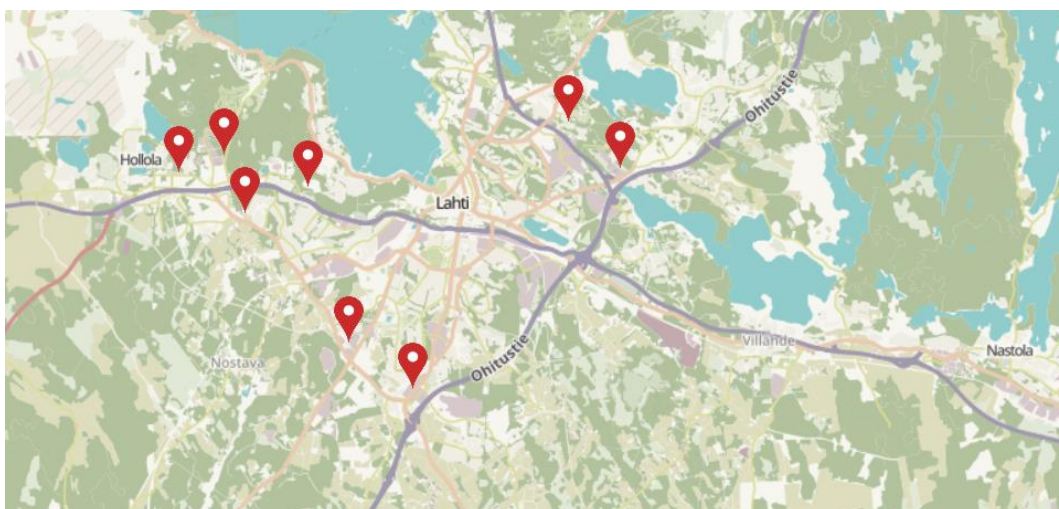 Ohitustie
Hollola
Lahti
Villähde
Nastola
Ohitustie
Nostava